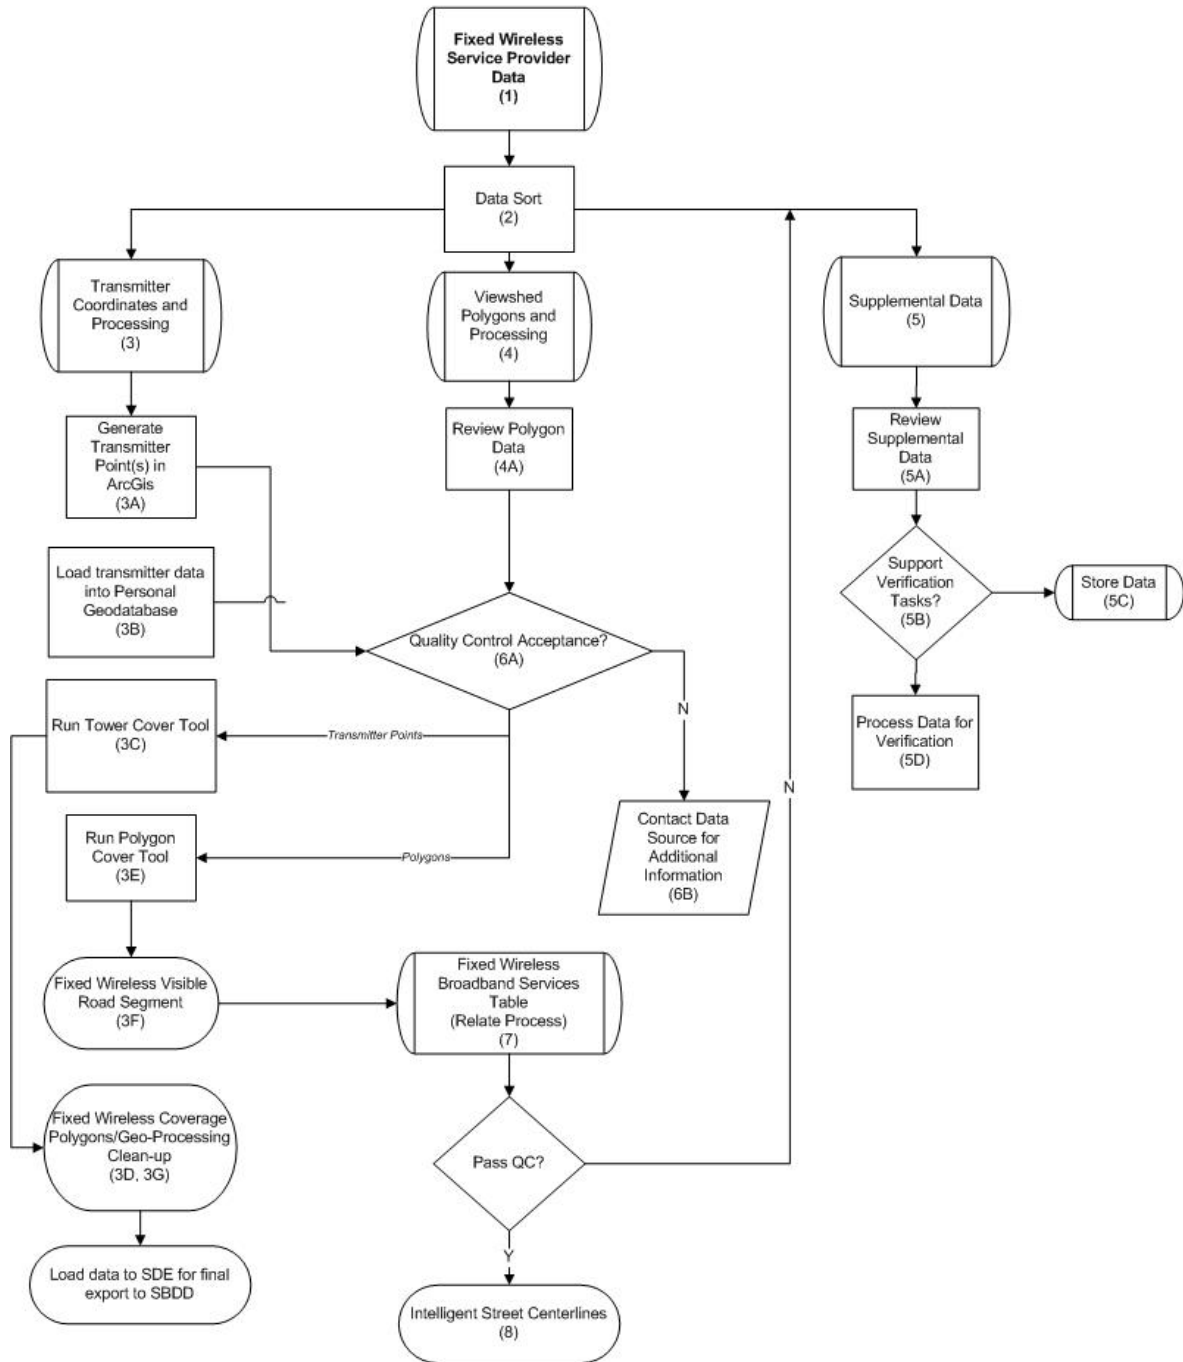 Fixed Wireless
Service Provider
Data
(1)
Data Sort
(2)
Transmitter
Coordinates and
Processing
(3)
Viewshed
Polygons and
Processing
(4)
Supplemental Data
(5)
Generate
Transmitter
Point(s) in
ArcGis
(3A)
Review Polygon
Data
(4A)
Review
Supplemental
Data
(5A)
Load transmitter data
into Personal
Geodatabase
(3B)
Quality Control Acceptance?
(6A)
Support
Verification
Tasks?
(5B)
Store Data
(5C)
N
Run Tower Cover Tool
(3C)
Transmitter Points
Process Data for
Verification
(5D)
N
Run Polygon
Cover Tool
(3E)
Polygons
Contact Data
Source for
Additional
Information
(6B)
Fixed Wireless Visible
Road Segment
(3F)
Fixed Wireless
Broadband Services
Table
(Relate Process)
(7)
Fixed Wireless Coverage
Polygons/Geo-Processing
Clean-up
(3D, 3G)
Pass QC?
Y
Load data to SDE for final
export to SBDD
Intelligent Street Centerlines
(8)